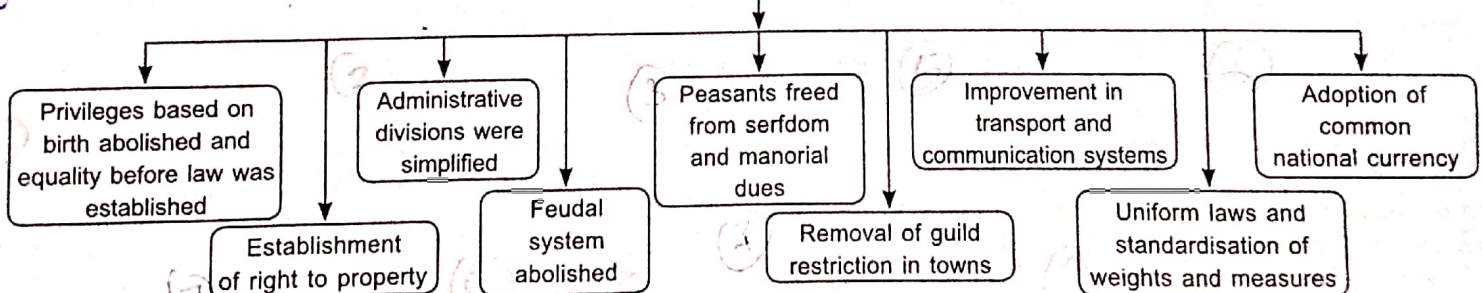 Privileges based on
birth abolished and
equality before law was
established
Establishment
of right to property
Administrative
divisions were
simplified
Feudal
system
abolished
Peasants freed
from serfdom
and manorial
dues
Removal of guild
restriction in towns
Improvement in
transport and
communication systems
Uniform laws and
standardisation of
weights and measures
Adoption of
common
national currency